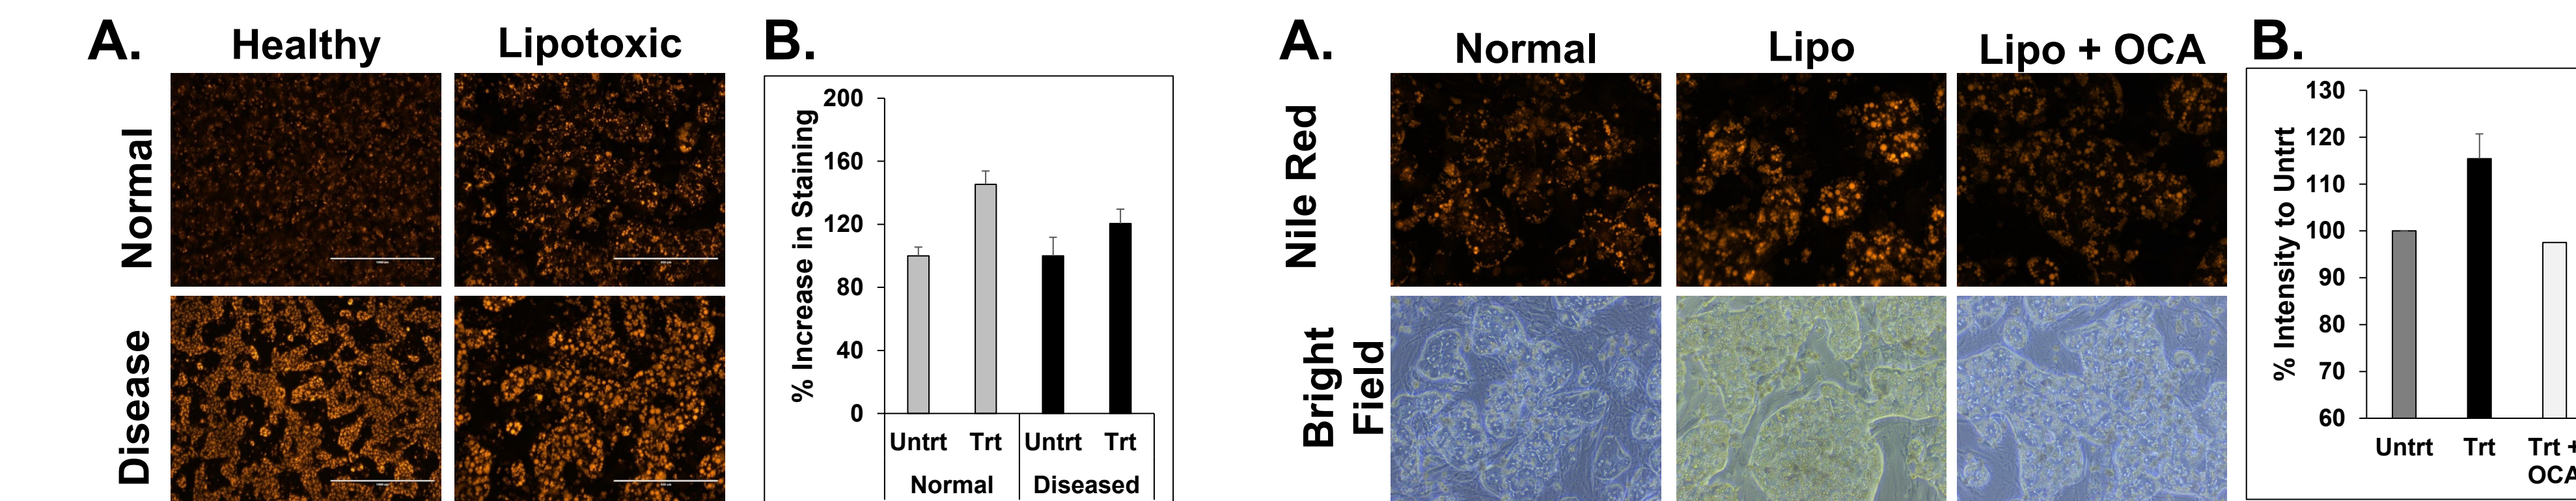 A.
Healthy
Lipotoxic
Normal
Disease
B.
% Increase in Staining
200
160
120
80
40
0
Untrt Trt Untrt Trt
Normal Diseased
A.
Normal
Lipo
Lipo + OCA
Nile Red
Bright
Field
B.
% Intensity to Untrt
130
120
110
100
90
80
70
60
Untrt Trt Trt +
OCA